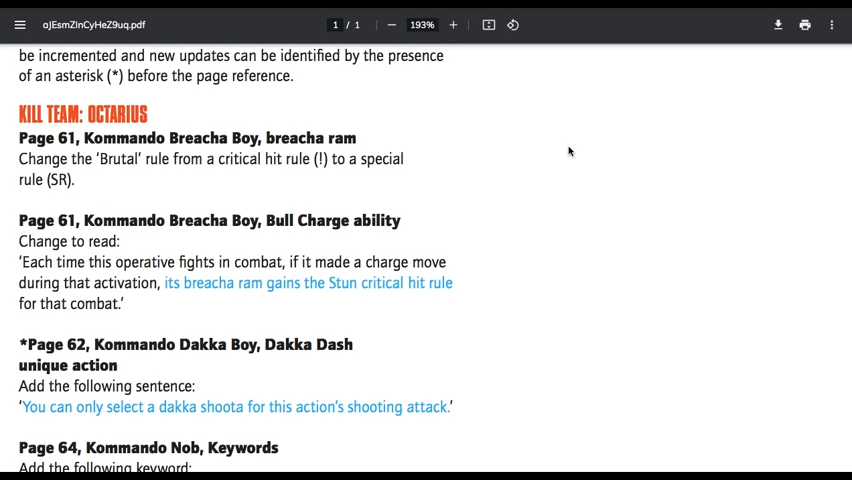 aJEsmZlnCyHeZ9uq.pdf
1 / 1
193%
be incremented and new updates can be identified by the presence
of an asterisk (*) before the page reference.
KILL TEAM: OCTARIUS
Page 61, Kommando Breacha Boy, breacha ram
Change the ‘Brutal’ rule from a critical hit rule (!) to a special
rule (SR).
Page 61, Kommando Breacha Boy, Bull Charge ability
Change to read:
‘Each time this operative fights in combat, if it made a charge move
during that activation, its breacha ram gains the Stun critical hit rule
for that combat.’
*Page 62, Kommando Dakka Boy, Dakka Dash
unique action
Add the following sentence:
‘You can only select a dakka shoota for this action’s shooting attack.’
Page 64, Kommando Nob, Keywords
Add the following keyword: